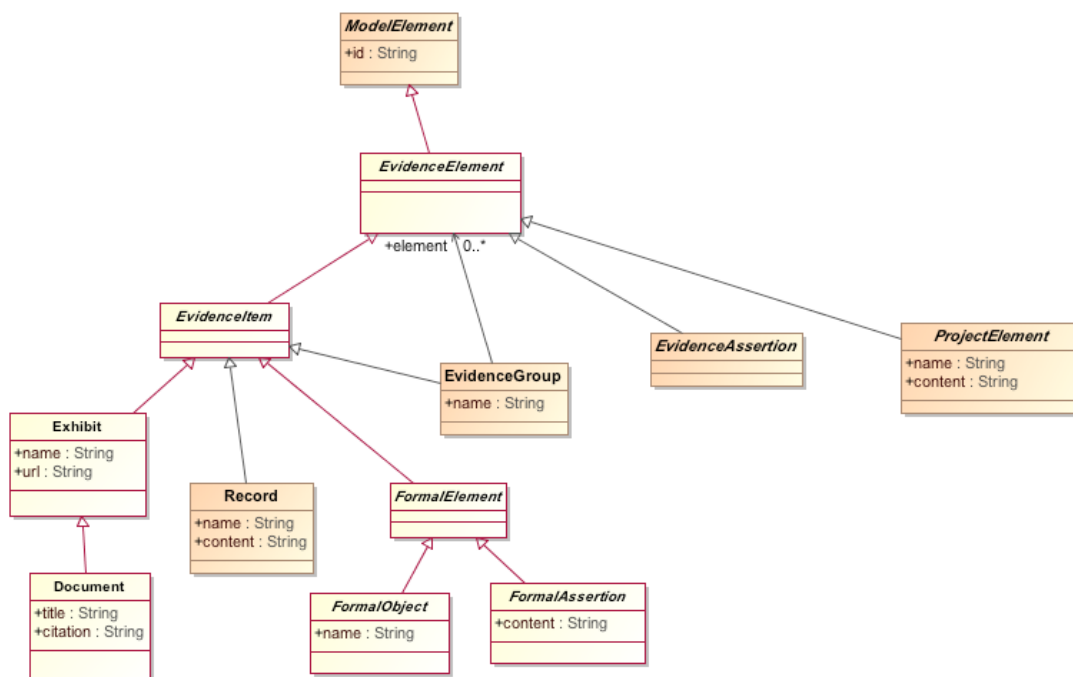 ModelElement
+id : String
EvidenceElement
+element 0..*
EvidenceItem
EvidenceAssertion
ProjectElement
+name : String
+content : String
EvidenceGroup
+name : String
Exhibit
+name : String
+url : String
Record
+name : String
+content : String
FormalElement
Document
+title : String
+citation : String
FormalObject
+name : String
FormalAssertion
+content : String